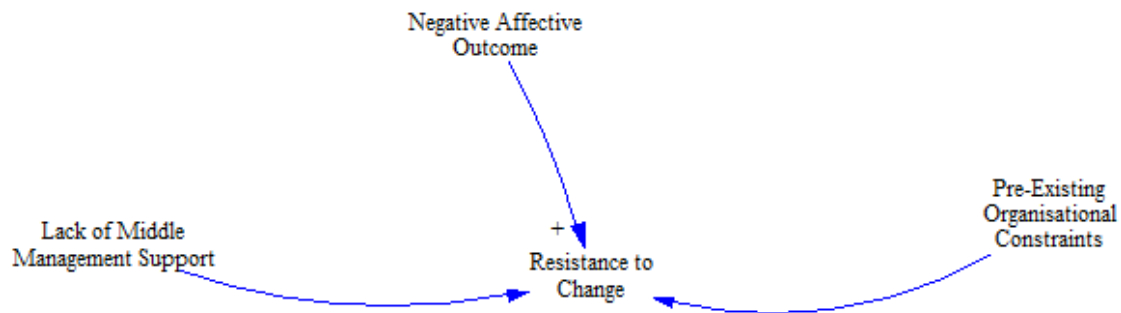 Negative Affective
Outcome
Pre-Existing
Organisational
Constraints
Lack of Middle
Management Support
+
Resistance to
Change